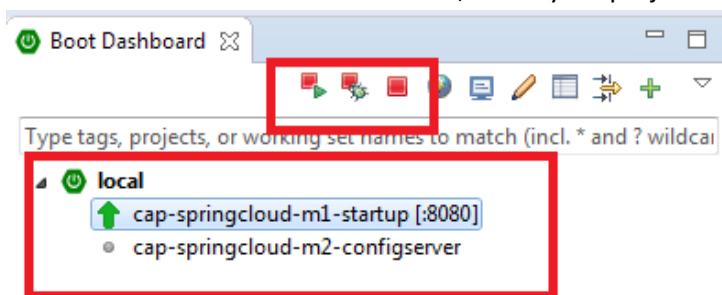 Boot Dashboard
Type tags, projects, or working set names to match (incl. * and ? wildcar
local
cap-springcloud-m1-startup [:8080]
cap-springcloud-m2-configserver